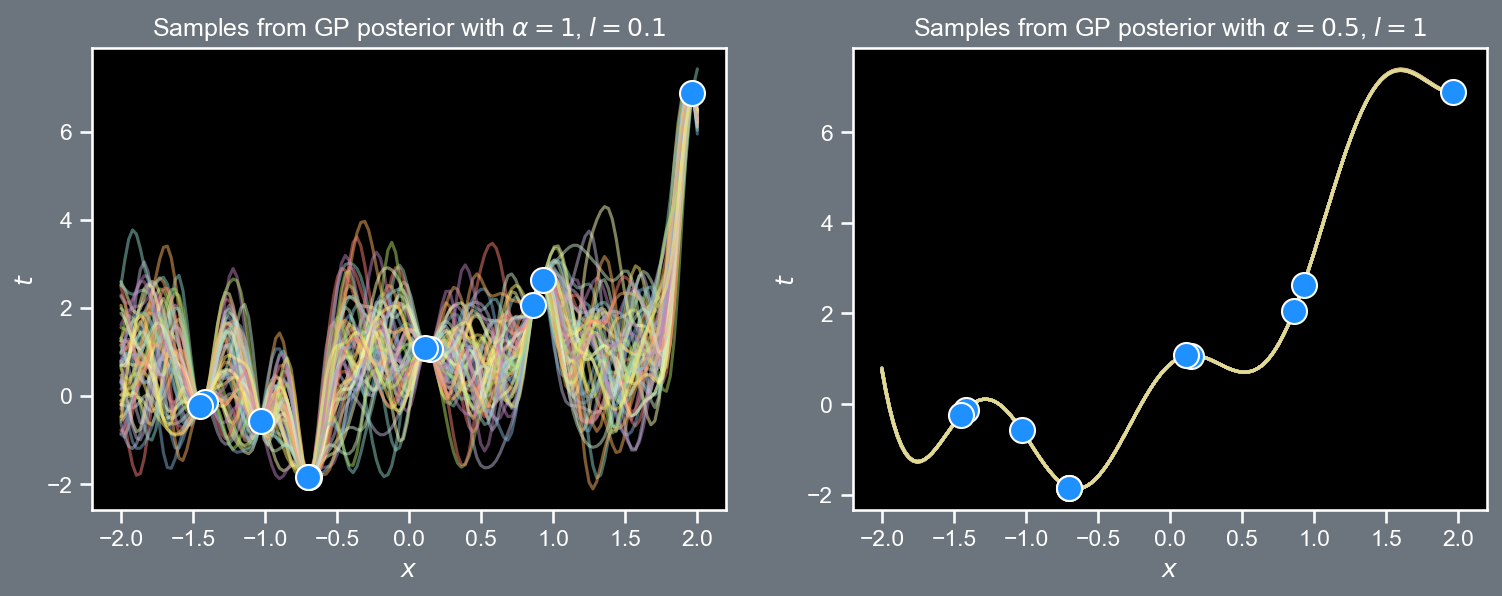 Samples from GP posterior with α = 1, l = 0.1
t
6
4
2
0
−2
−2.0 −1.5 −1.0 −0.5 0.0 0.5 1.0 1.5 2.0
x
Samples from GP posterior with α = 0.5, l = 1
t
6
4
2
0
−2
−2.0 −1.5 −1.0 −0.5 0.0 0.5 1.0 1.5 2.0
x